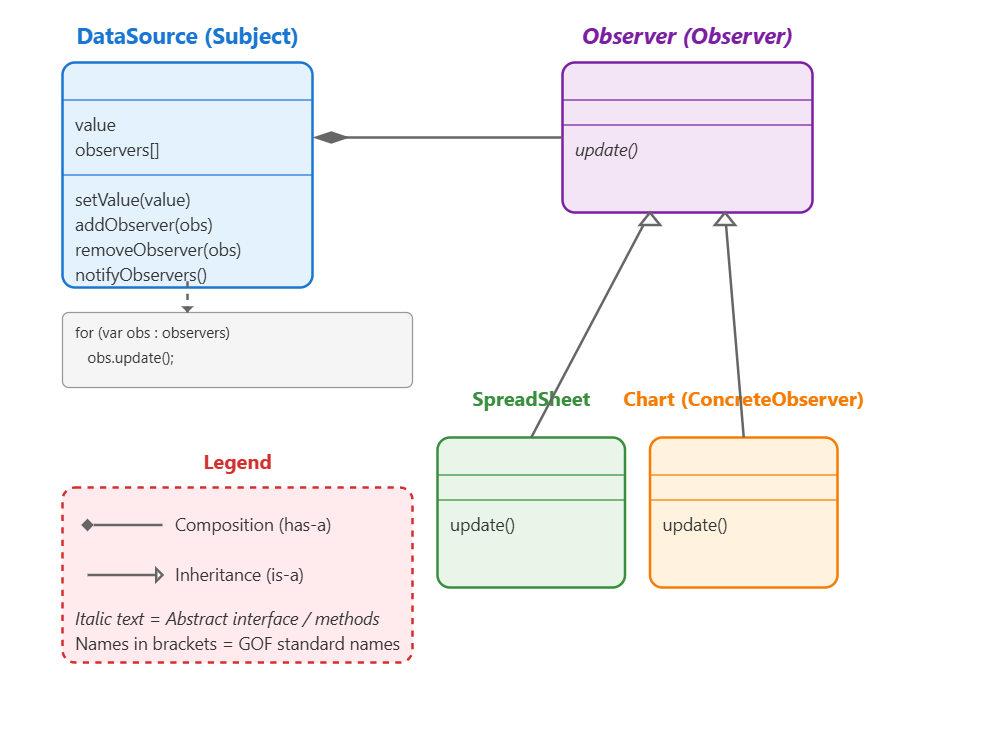 DataSource (Subject)
value
observers[]
setValue(value)
addObserver(obs)
removeObserver(obs)
notifyObservers()
for (var obs : observers)
obs.update();
Observer (Observer)
update()
SpreadSheet
update()
Chart (ConcreteObserver)
update()
Legend
Composition (has-a)
Inheritance (is-a)
Italic text = Abstract interface / methods
Names in brackets = GOF standard names